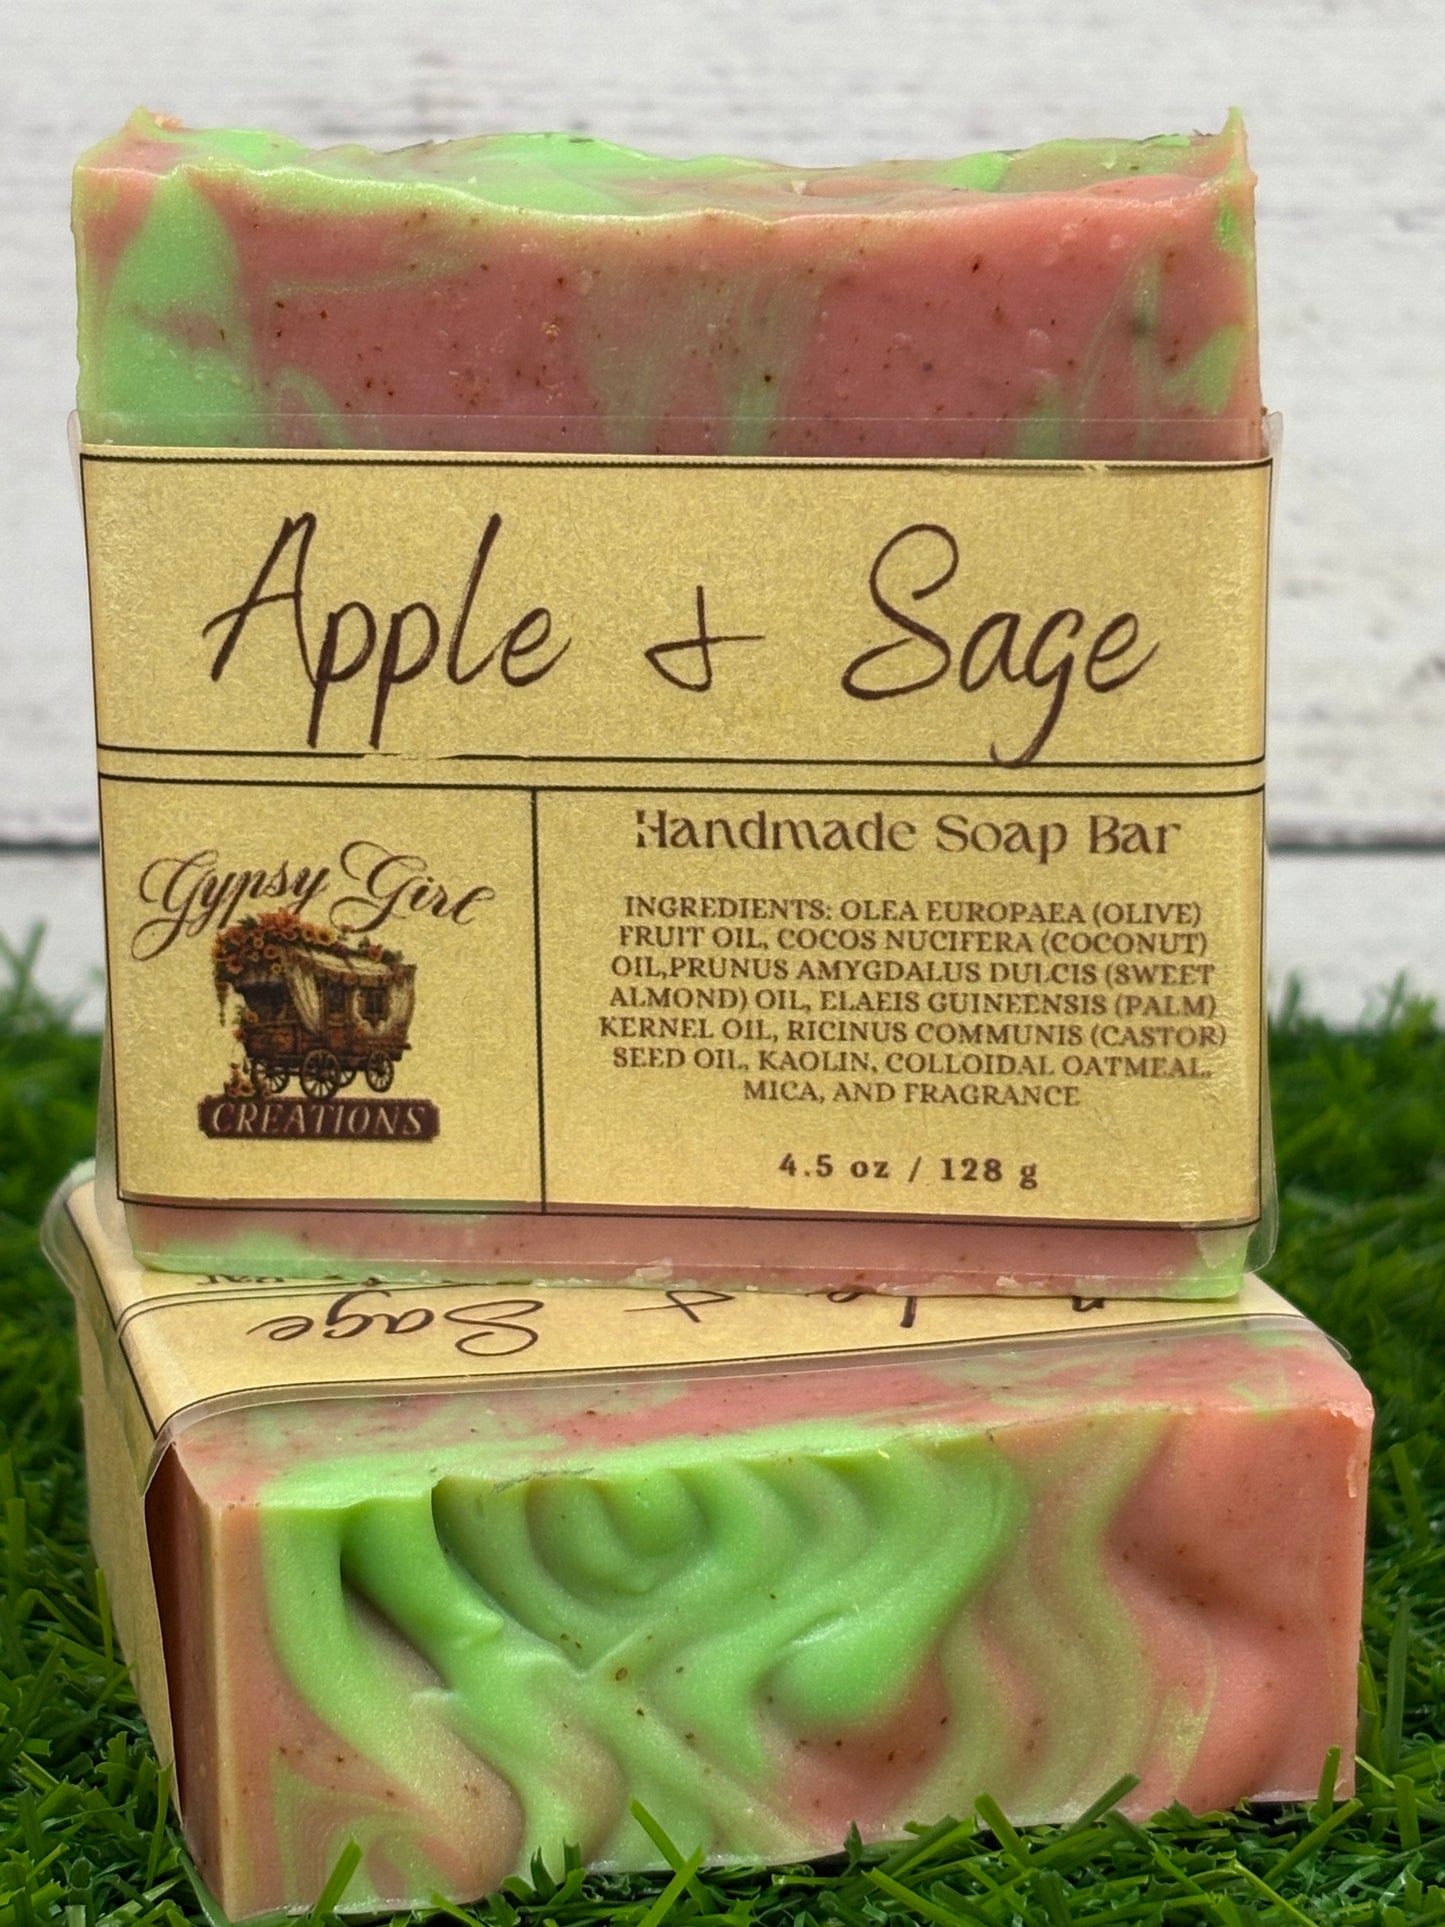 Apple & Sage
Gypsy Girl
CREATIONS
Handmade Soap Bar
INGREDIENTS: OLEA EUROPAEA (OLIVE)
FRUIT OIL, COCOS NUCIFERA (COCONUT)
OIL,PRUNUS AMYGDALUS DULCIS (SWEET
ALMOND) OIL, ELAEIS GUINEENSIS (PALM)
KERNEL OIL, RICINUS COMMUNIS (CASTOR)
SEED OIL, KAOLIN, COLLOIDAL OATMEAL,
MICA, AND FRAGRANCE
4.5 oz / 128 g
& Sage